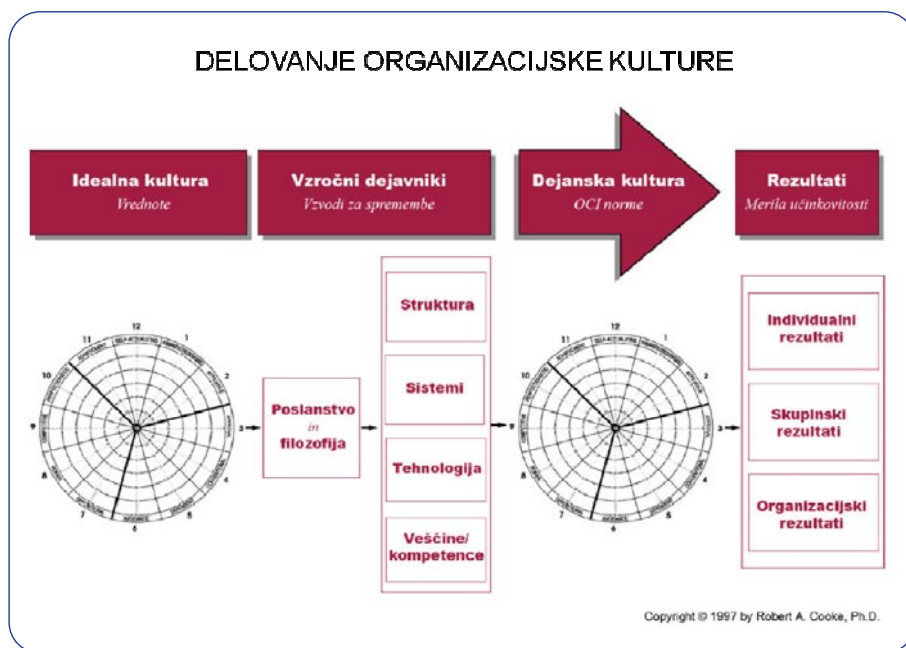 DELOVANJE ORGANIZACIJSKE KULTURE
Idealna kultura
Vrednote
Vzročni dejavniki
Vzvodi za spremembe
Dejanska kultura
OCI norme
Rezultati
Merila učinkovitosti
12
1
2
3
4
5
6
7
8
9
10
11
Poslanstvo
in
filozofija
Struktura
Sistemi
Tehnologija
Veščine/
kompetence
12
1
2
3
4
5
6
7
8
9
10
11
Individualni
rezultati
Skupinski
rezultati
Organizacijski
rezultati
Copyright © 1997 by Robert A. Cooke, Ph.D.